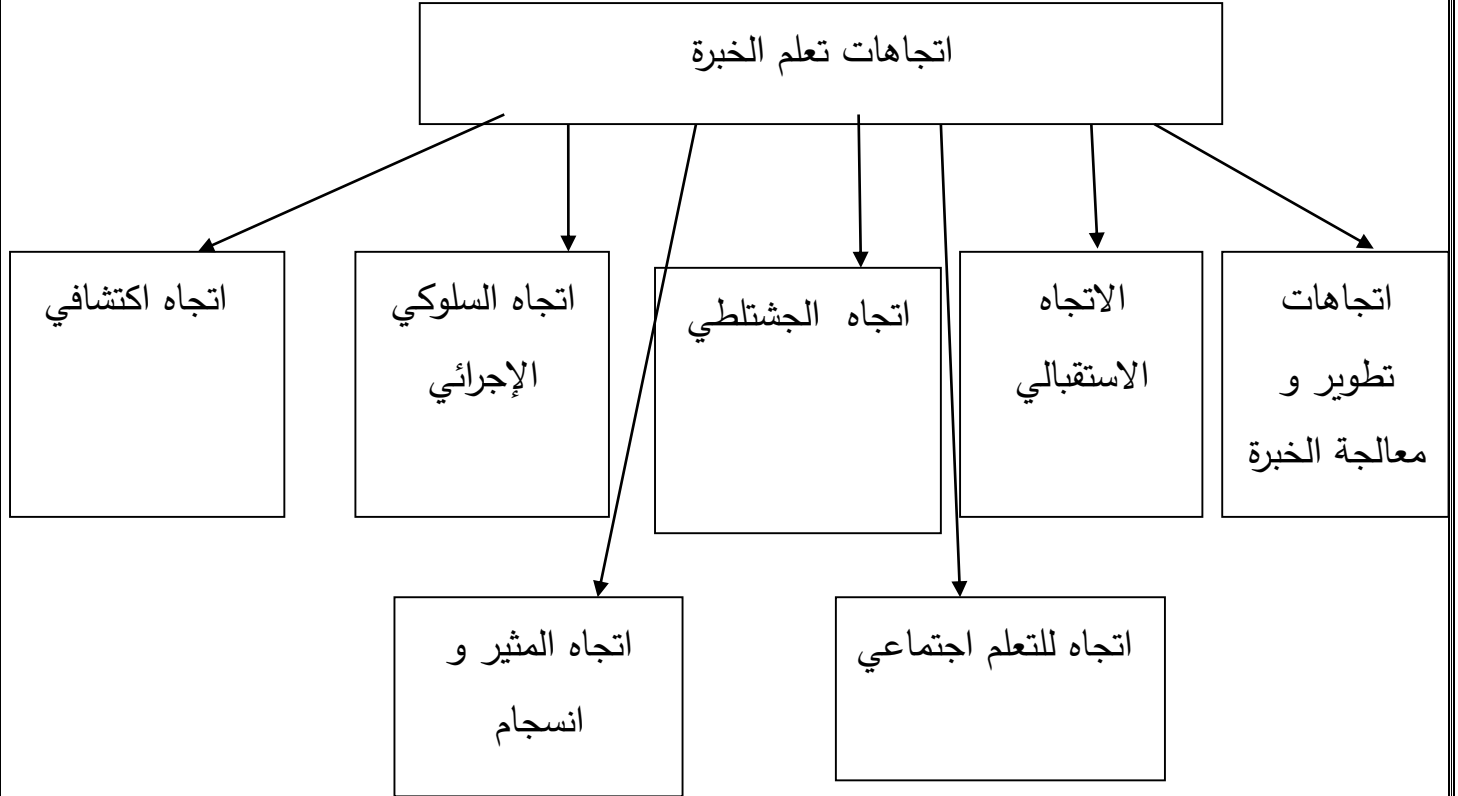 اتجاهات تعلم الخبرة
اتجاهات
تطوير و
معالجة الخبرة
الاتجاه
الاستقبالي
اتجاه الجشتلطي
اتجاه السلوكي
الإجرائي
اتجاه اكتشافي
اتجاه للتعلم اجتماعي
اتجاه المثير و
انسجام